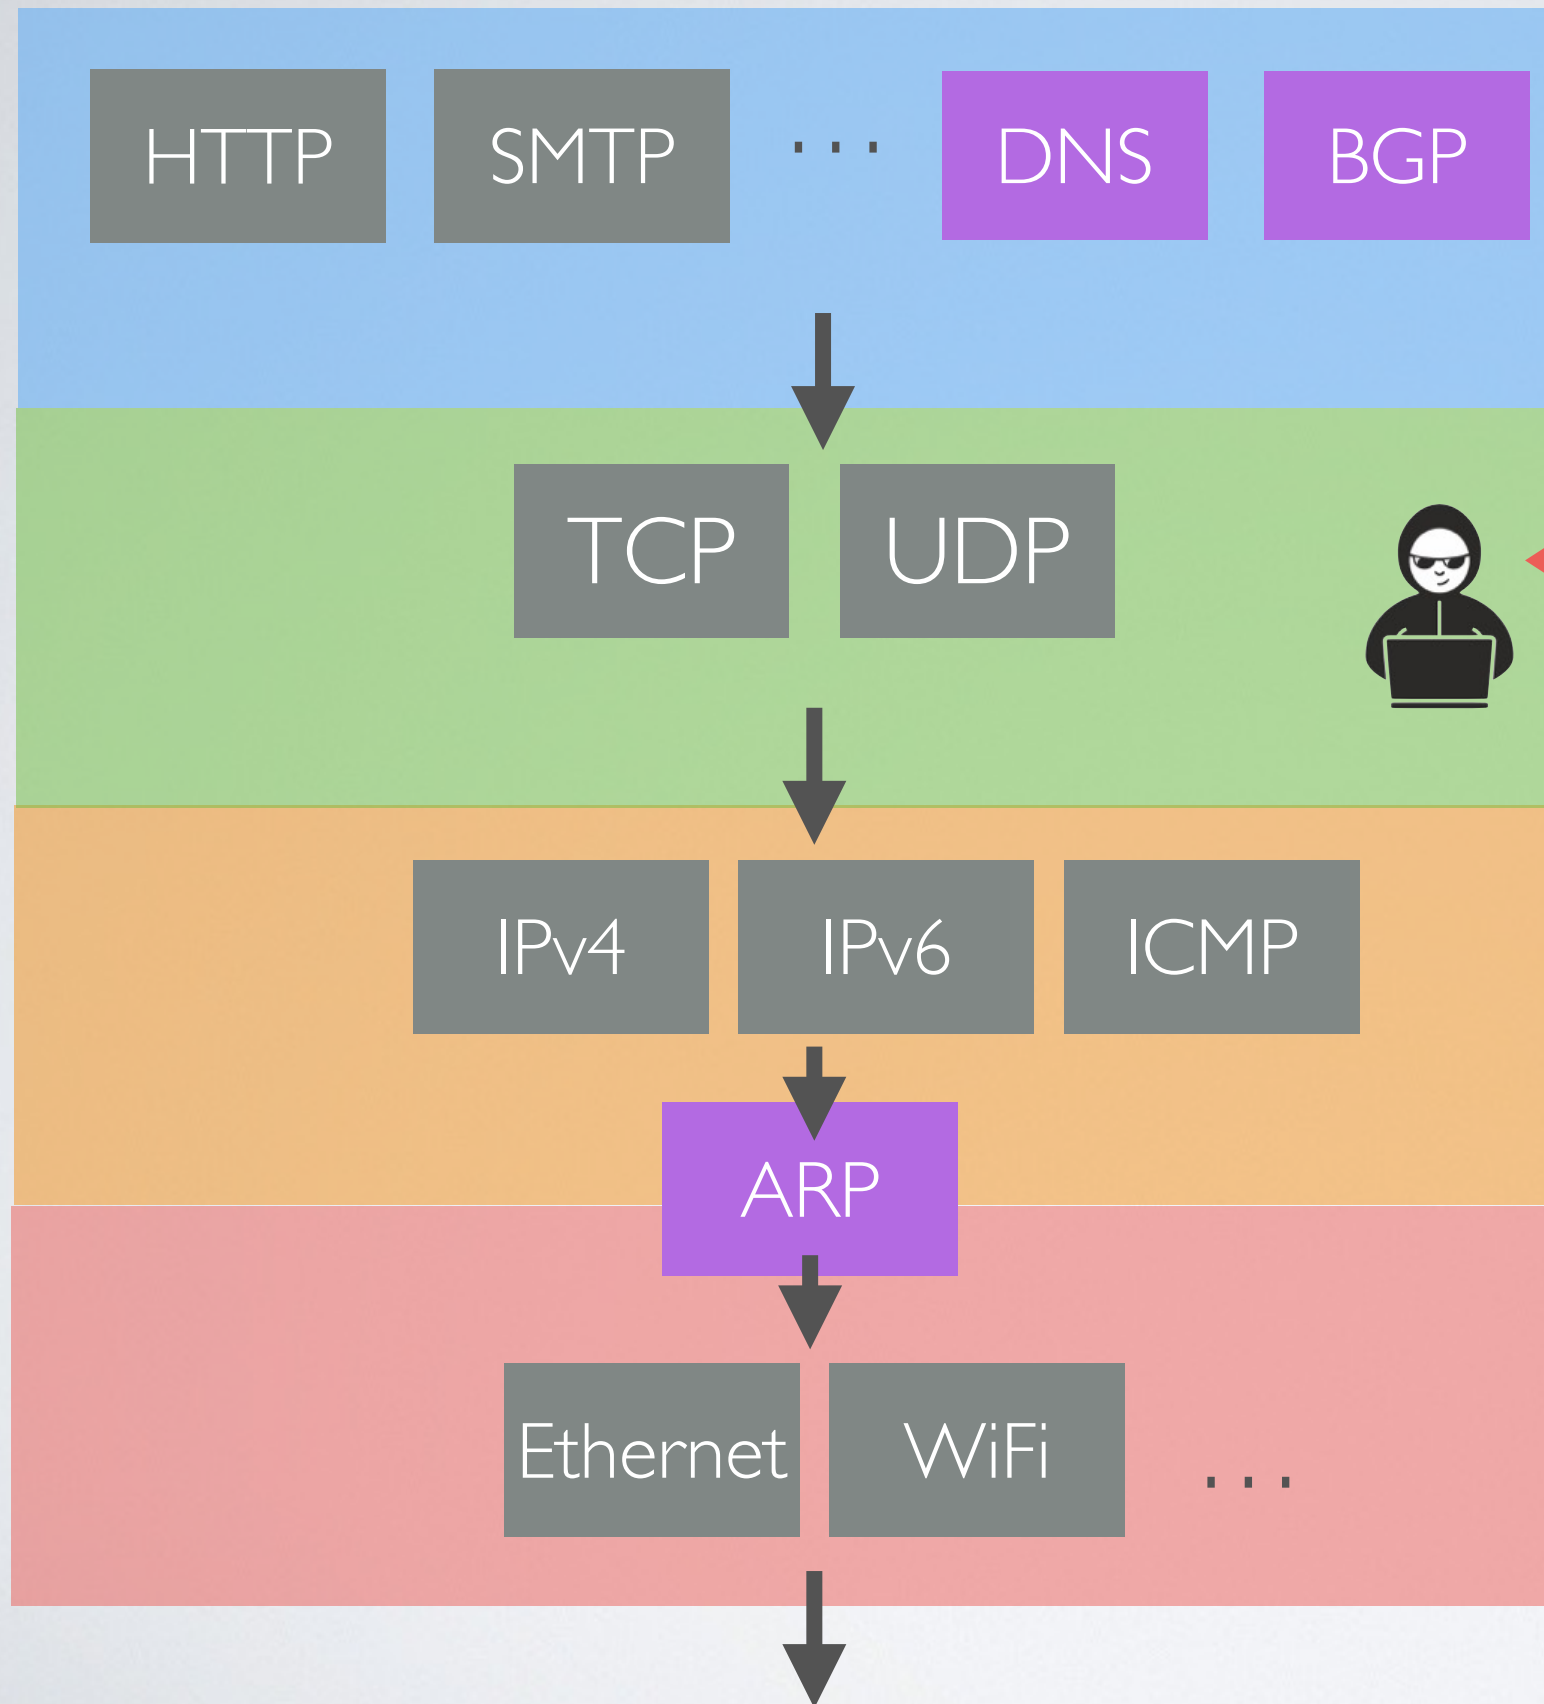 HTTP SMTP ... DNS BGP
TCP UDP
IPv4 IPv6 ICMP
ARP
Ethernet WiFi ...